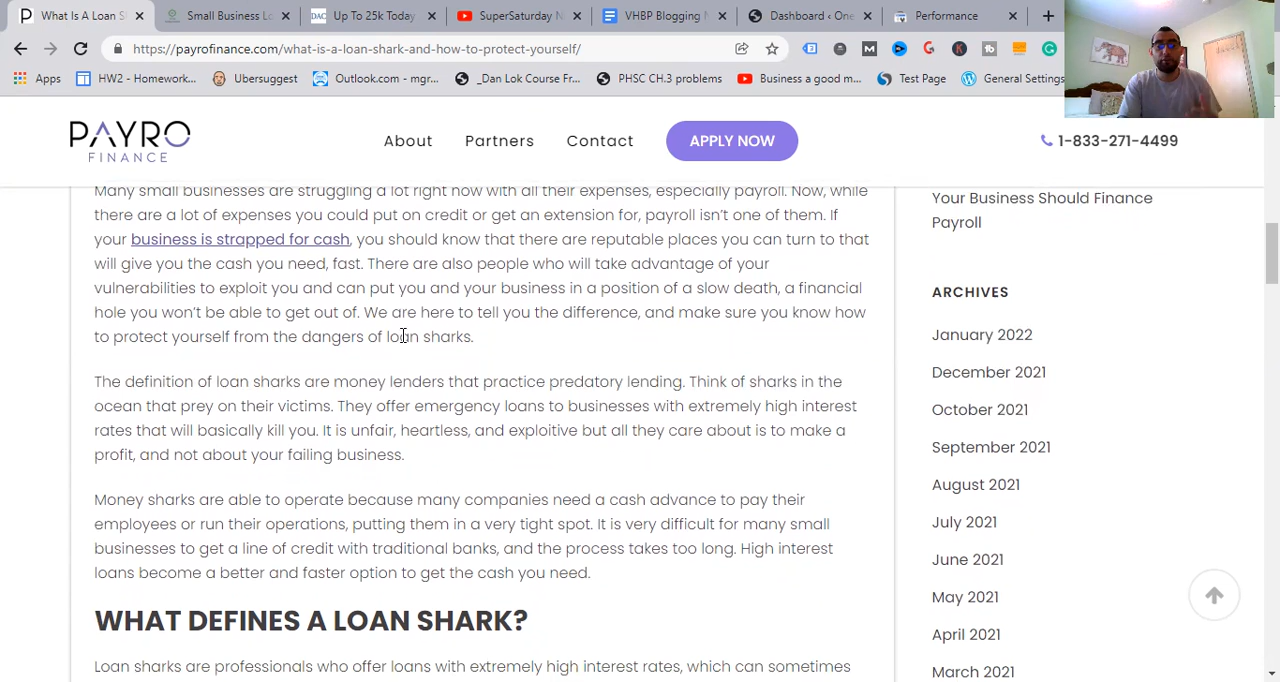 What Is A Loan S
Small Business Lo
DAC
Up To 25k Today
SuperSaturday N
VHBP Blogging N
Dashboard ‹ One
Performance
https://payrofinance.com/what-is-a-loan-shark-and-how-to-protect-yourself/
Apps
HW2 - Homework...
Ubersuggest
Outlook.com - mgr...
_Dan Lok Course Fr...
PHSC CH.3 problems
Business a good m...
Test Page
General Settings
PAYRO
FINANCE
About
Partners
Contact
APPLY NOW
1-833-271-4499
Many small businesses are struggling a lot right now with all their expenses, especially payroll. Now, while
there are a lot of expenses you could put on credit or get an extension for, payroll isn't one of them. If
your business is strapped for cash, you should know that there are reputable places you can turn to that
will give you the cash you need, fast. There are also people who will take advantage of your
vulnerabilities to exploit you and can put you and your business in a position of a slow death, a financial
hole you won't be able to get out of. We are here to tell you the difference, and make sure you know how
to protect yourself from the dangers of loan sharks.
The definition of loan sharks are money lenders that practice predatory lending. Think of sharks in the
ocean that prey on their victims. They offer emergency loans to businesses with extremely high interest
rates that will basically kill you. It is unfair, heartless, and exploitive but all they care about is to make a
profit, and not about your failing business.
Money sharks are able to operate because many companies need a cash advance to pay their
employees or run their operations, putting them in a very tight spot. It is very difficult for many small
businesses to get a line of credit with traditional banks, and the process takes too long. High interest
loans become a better and faster option to get the cash you need.
WHAT DEFINES A LOAN SHARK?
Loan sharks are professionals who offer loans with extremely high interest rates, which can sometimes
Your Business Should Finance
Payroll
ARCHIVES
January 2022
December 2021
October 2021
September 2021
August 2021
July 2021
June 2021
May 2021
April 2021
March 2021